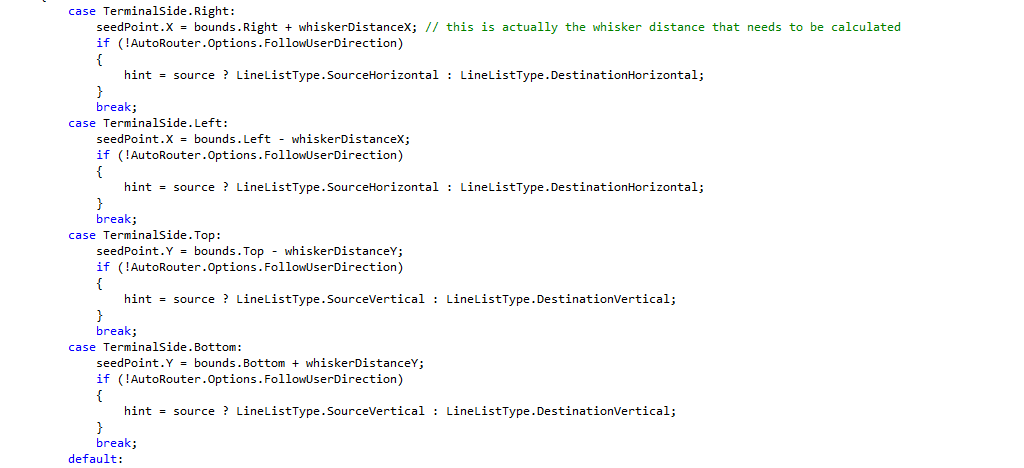 case TerminalSide.Right:
seedPoint.X = bounds.Right + whiskerDistanceX; // this is actually the whisker distance that needs to be calculated
if (!AutoRouter.Options.FollowUserDirection)
{
hint = source ? LineListType.SourceHorizontal : LineListType.DestinationHorizontal;
}
break;
case TerminalSide.Left:
seedPoint.X = bounds.Left - whiskerDistanceX;
if (!AutoRouter.Options.FollowUserDirection)
{
hint = source ? LineListType.SourceHorizontal : LineListType.DestinationHorizontal;
}
break;
case TerminalSide.Top:
seedPoint.Y = bounds.Top - whiskerDistanceY;
if (!AutoRouter.Options.FollowUserDirection)
{
hint = source ? LineListType.SourceVertical : LineListType.DestinationVertical;
}
break;
case TerminalSide.Bottom:
seedPoint.Y = bounds.Bottom + whiskerDistanceY;
if (!AutoRouter.Options.FollowUserDirection)
{
hint = source ? LineListType.SourceVertical : LineListType.DestinationVertical;
}
break;
default: